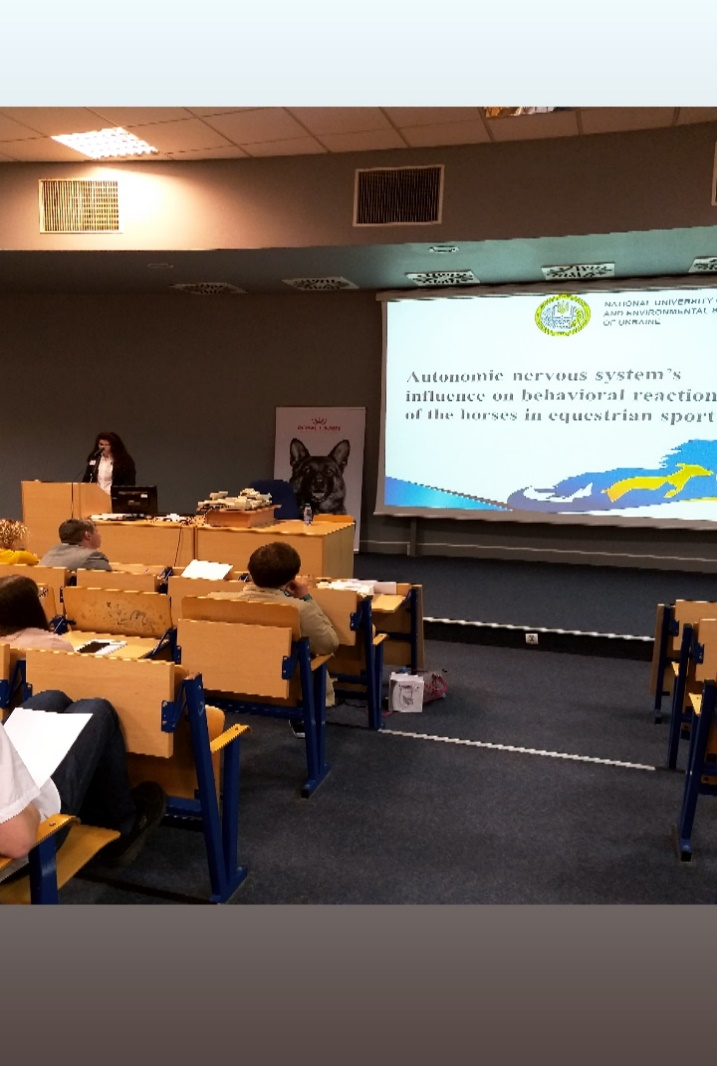 NATIONAL UNIVERSITY
AND ENVIRONMENTAL
OF UKRAINE
Autonomic nervous system's
influence on behavioral reaction
of the horses in equestrian sport